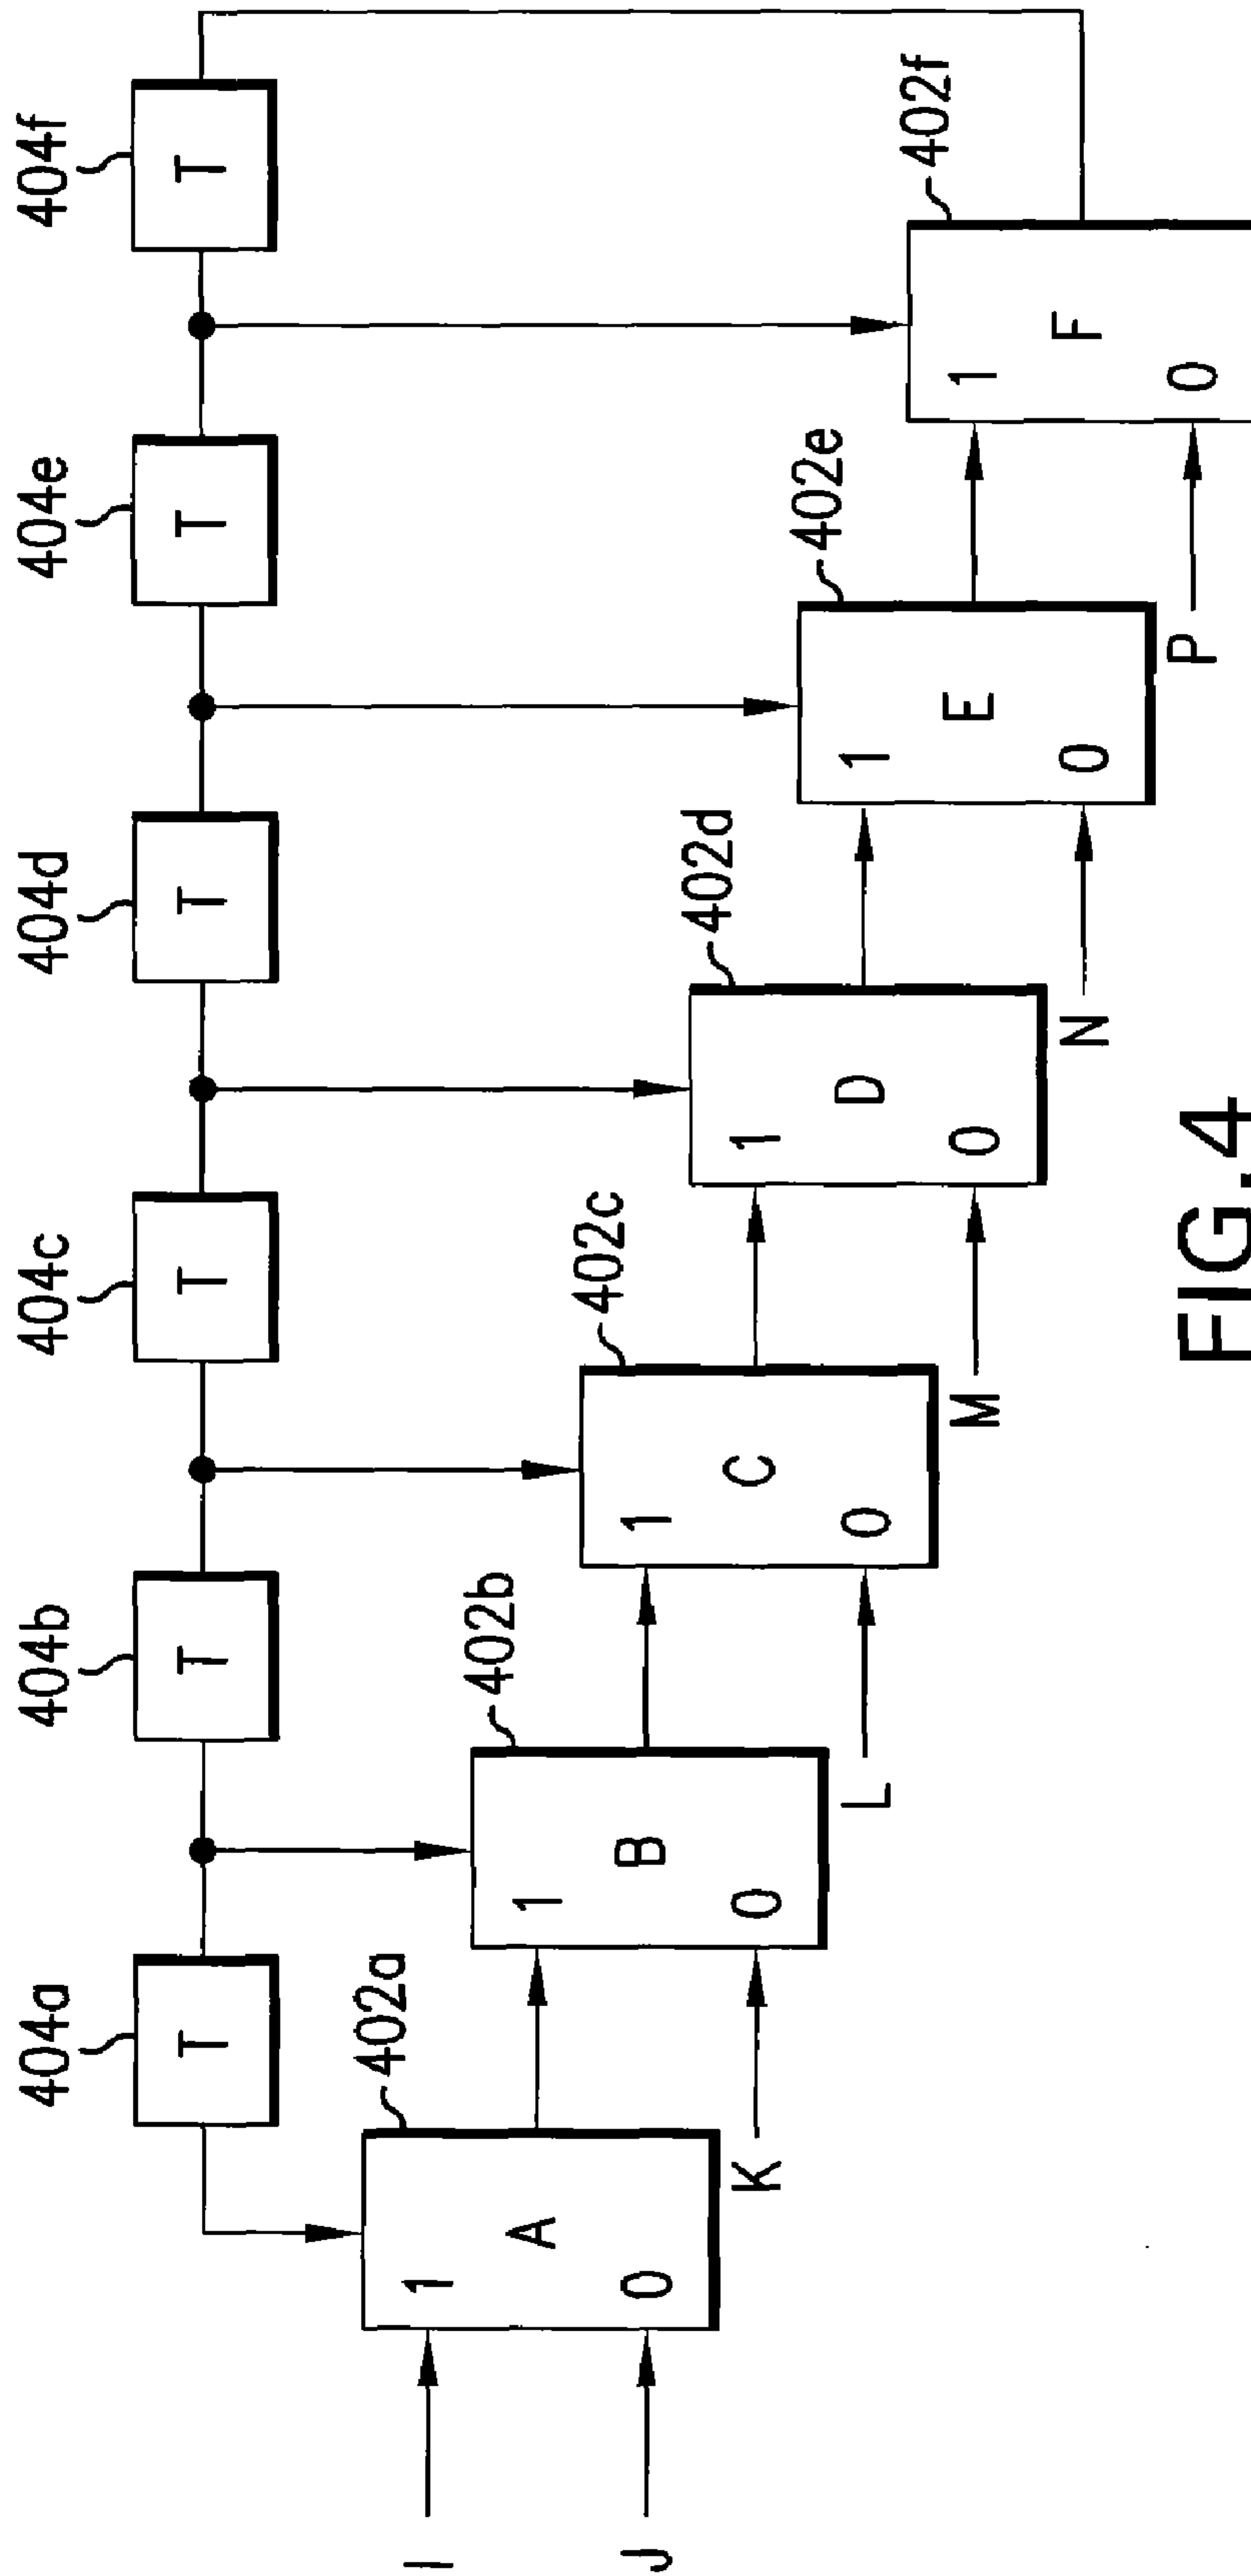 404a 404b 404c 404d 404e 404f
T T T T T T
402a 402b 402c 402d 402e 402f
I 1 A
J 0
1 B
K 0
1 C
L 0
1 D
M 0
1 E
N 0
1 F
P 0
FIG.4